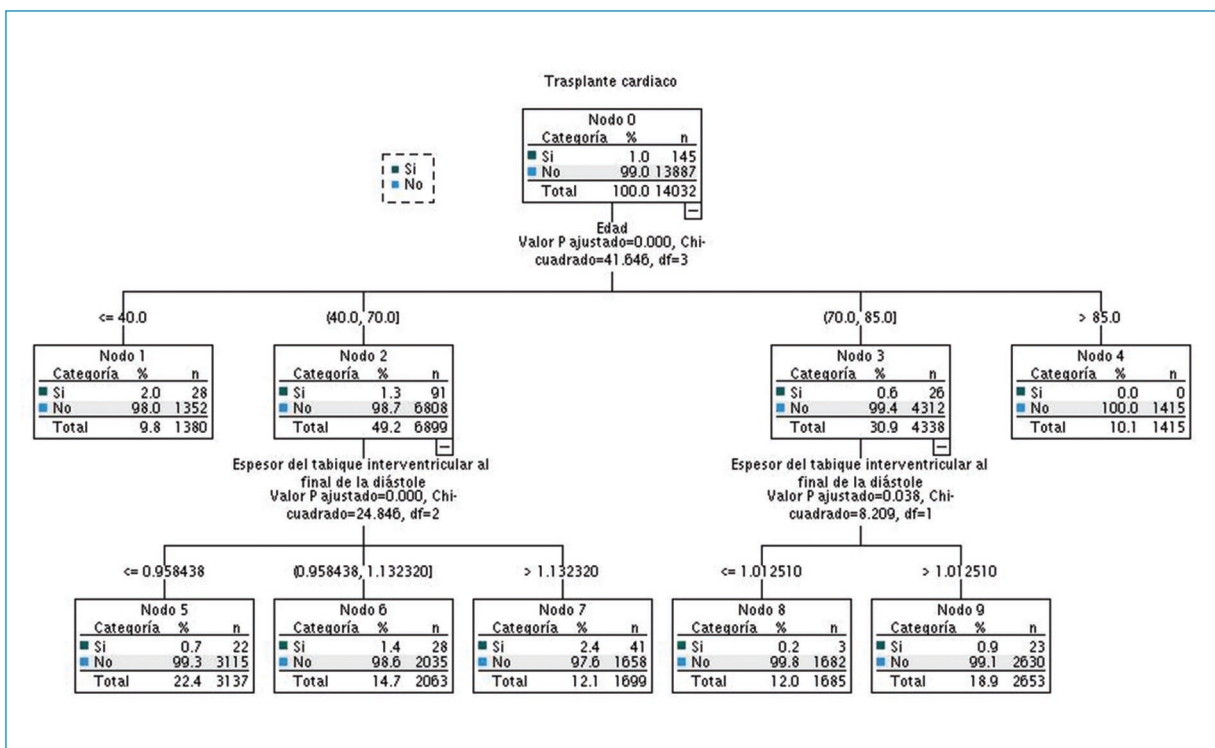 Trasplante cardiaco
Nodo 0
Categoría % n
Si 1.0 145
No 99.0 13887
Total 100.0 14032
Si
No
Edad
Valor P ajustado=0.000, Chi-
cuadrado=41.646, df=3
<= 40.0
(40.0, 70.0]
(70.0, 85.0]
> 85.0
Nodo 1
Categoría % n
Si 2.0 28
No 98.0 1352
Total 9.8 1380
Nodo 2
Categoría % n
Si 1.3 91
No 98.7 6808
Total 49.2 6899
Nodo 3
Categoría % n
Si 0.6 26
No 99.4 4312
Total 30.9 4338
Nodo 4
Categoría % n
Si 0.0 0
No 100.0 1415
Total 10.1 1415
Espesor del tabique interventricular al
final de la diástole
Valor P ajustado=0.000, Chi-
cuadrado=24.846, df=2
Espesor del tabique interventricular al
final de la diástole
Valor P ajustado=0.038, Chi-
cuadrado=8.209, df=1
<= 0.958438
(0.958438, 1.132320]
> 1.132320
<= 1.012510
> 1.012510
Nodo 5
Categoría % n
Si 0.7 22
No 99.3 3115
Total 22.4 3137
Nodo 6
Categoría % n
Si 1.4 28
No 98.6 2035
Total 14.7 2063
Nodo 7
Categoría % n
Si 2.4 41
No 97.6 1658
Total 12.1 1699
Nodo 8
Categoría % n
Si 0.2 3
No 99.8 1682
Total 12.0 1685
Nodo 9
Categoría % n
Si 0.9 23
No 99.1 2630
Total 18.9 2653